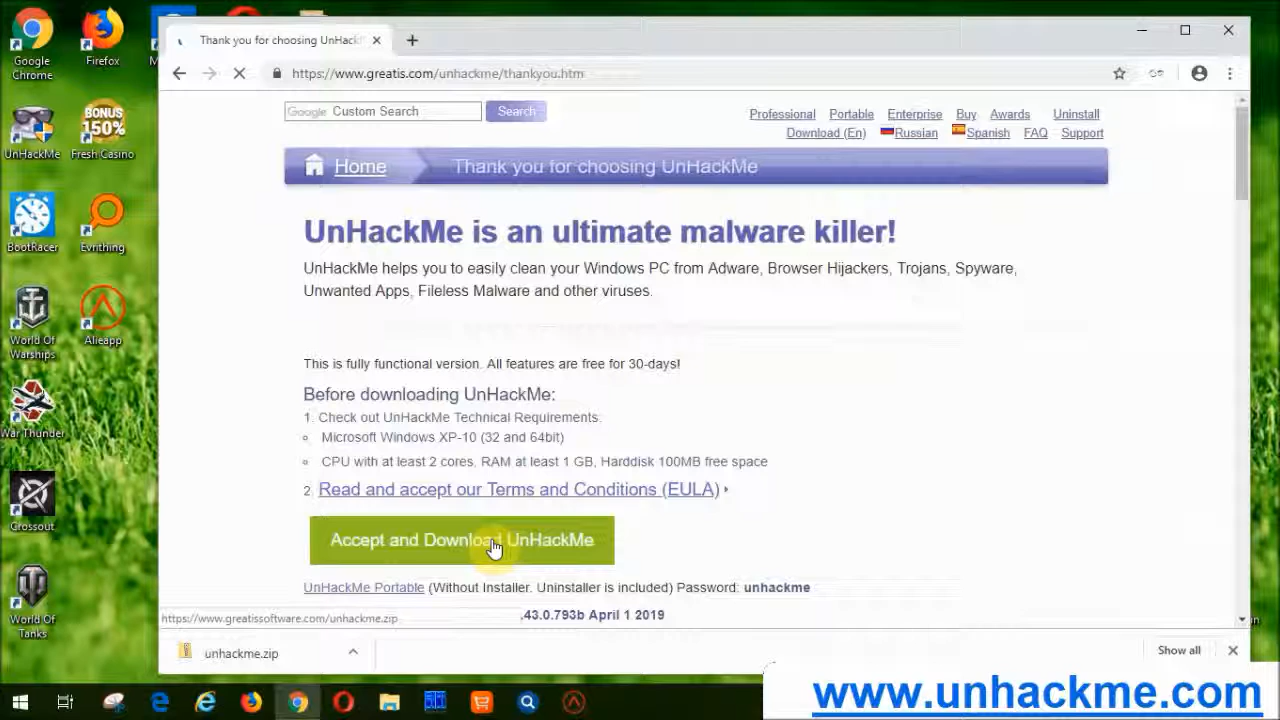 Google
Chrome
Firefox
UnHackMe
Fresh Casino
BONUS
150%
BootRacer
Evrithing
World Of
Warships
Alieapp
War Thunder
Crossout
World Of
Tanks
Thank you for choosing UnHackM
https://www.greatis.com/unhackme/thankyou.htm
Google Custom Search
Search
Professional Portable Enterprise Buy Awards Uninstall
Download (En) Russian Spanish FAQ Support
Home Thank you for choosing UnHackMe
UnHackMe is an ultimate malware killer!
UnHackMe helps you to easily clean your Windows PC from Adware, Browser Hijackers, Trojans, Spyware,
Unwanted Apps, Fileless Malware and other viruses.
This is fully functional version. All features are free for 30-days!
Before downloading UnHackMe:
1. Check out UnHackMe Technical Requirements:
Microsoft Windows XP-10 (32 and 64bit)
CPU with at least 2 cores, RAM at least 1 GB, Harddisk 100MB free space
2. Read and accept our Terms and Conditions (EULA)
Accept and Download UnHackMe
UnHackMe Portable (Without Installer. Uninstaller is included) Password: unhackme
.43.0.793b April 1 2019
https://www.greatissoftware.com/unhackme.zip
unhackme.zip
Show all
www.unhackme.com